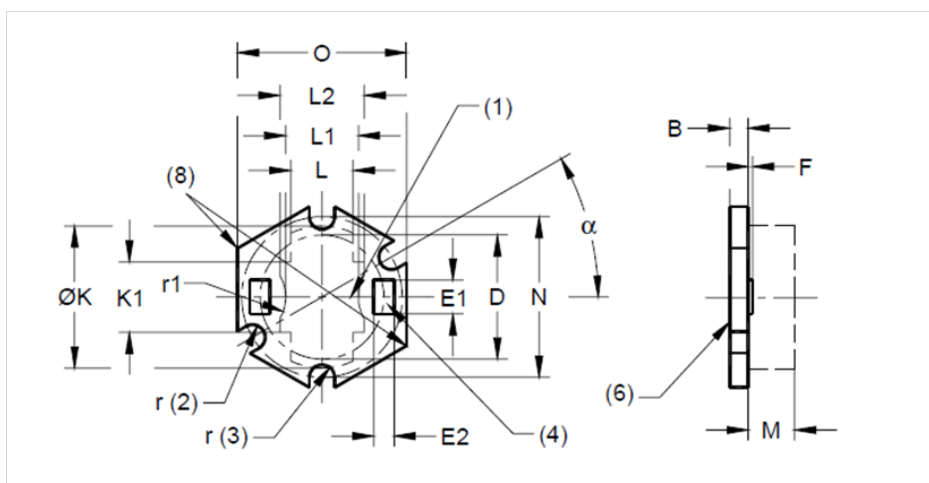 O
L2
(1)
L1
B
L
F
(8)
α
r1
ØK
K1
E1
D
N
r (2)
(6)
r (3)
E2
(4)
M